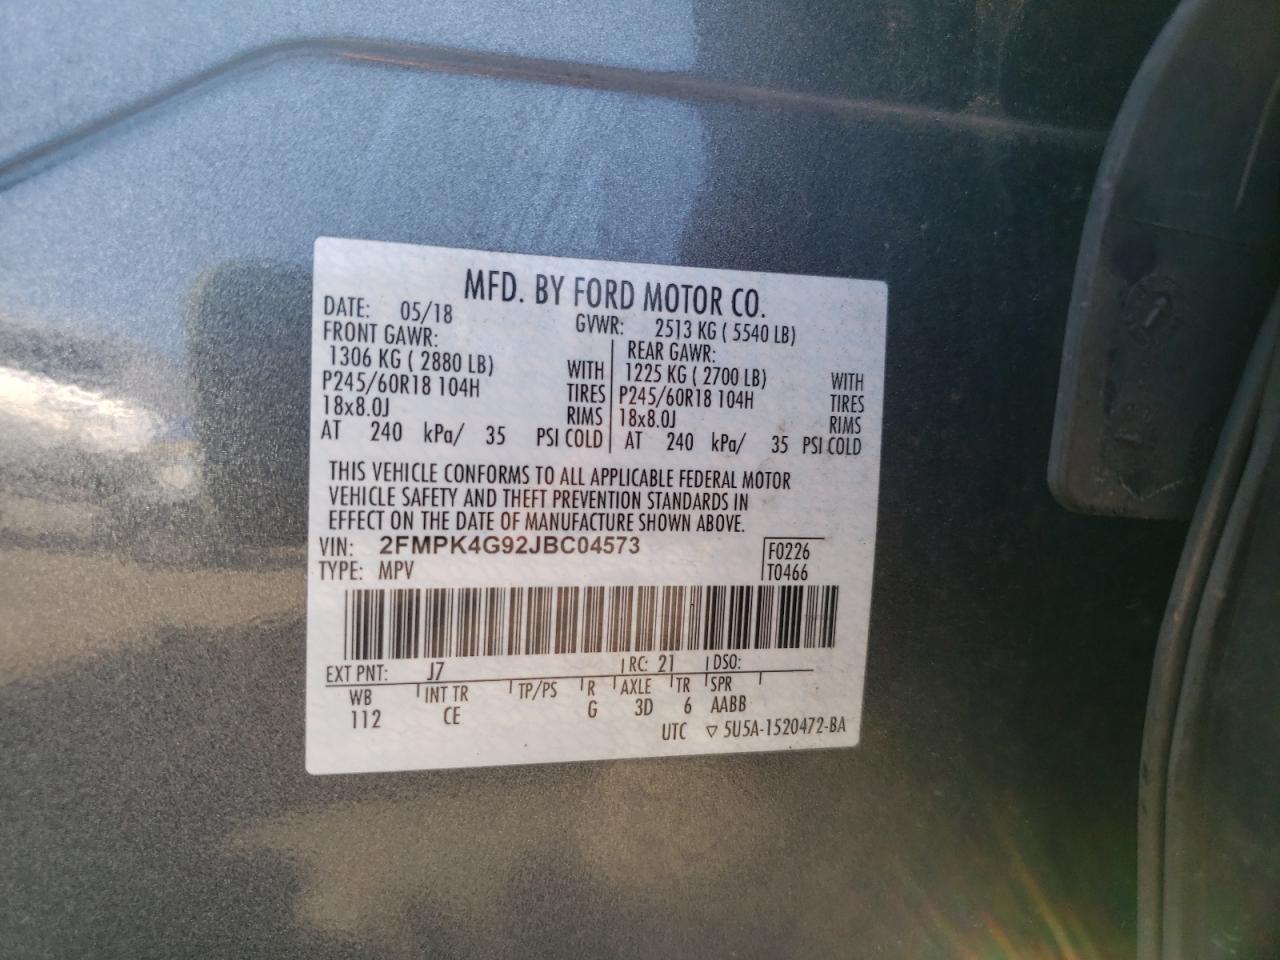 MFD. BY FORD MOTOR CO.
DATE: 05/18 GVWR: 2513 KG ( 5540 LB)
FRONT GAWR: REAR GAWR:
1306 KG ( 2880 LB) WITH 1225 KG ( 2700 LB) WITH
P245/60R18 104H TIRES P245/60R18 104H TIRES
18x8.0J RIMS 18x8.0J RIMS
AT 240 kPa/ 35 PSI COLD AT 240 kPa/ 35 PSI COLD
THIS VEHICLE CONFORMS TO ALL APPLICABLE FEDERAL MOTOR
VEHICLE SAFETY AND THEFT PREVENTION STANDARDS IN
EFFECT ON THE DATE OF MANUFACTURE SHOWN ABOVE.
VIN: 2FMPK4G92JBC04573 F0226
TYPE: MPV T0466
EXT PNT: J7 RC: 21 DSO:
WB INT TR TP/PS R AXLE TR SPR
112 CE G 3D 6 AABB
UTC ▽ 5U5A-1520472-BA